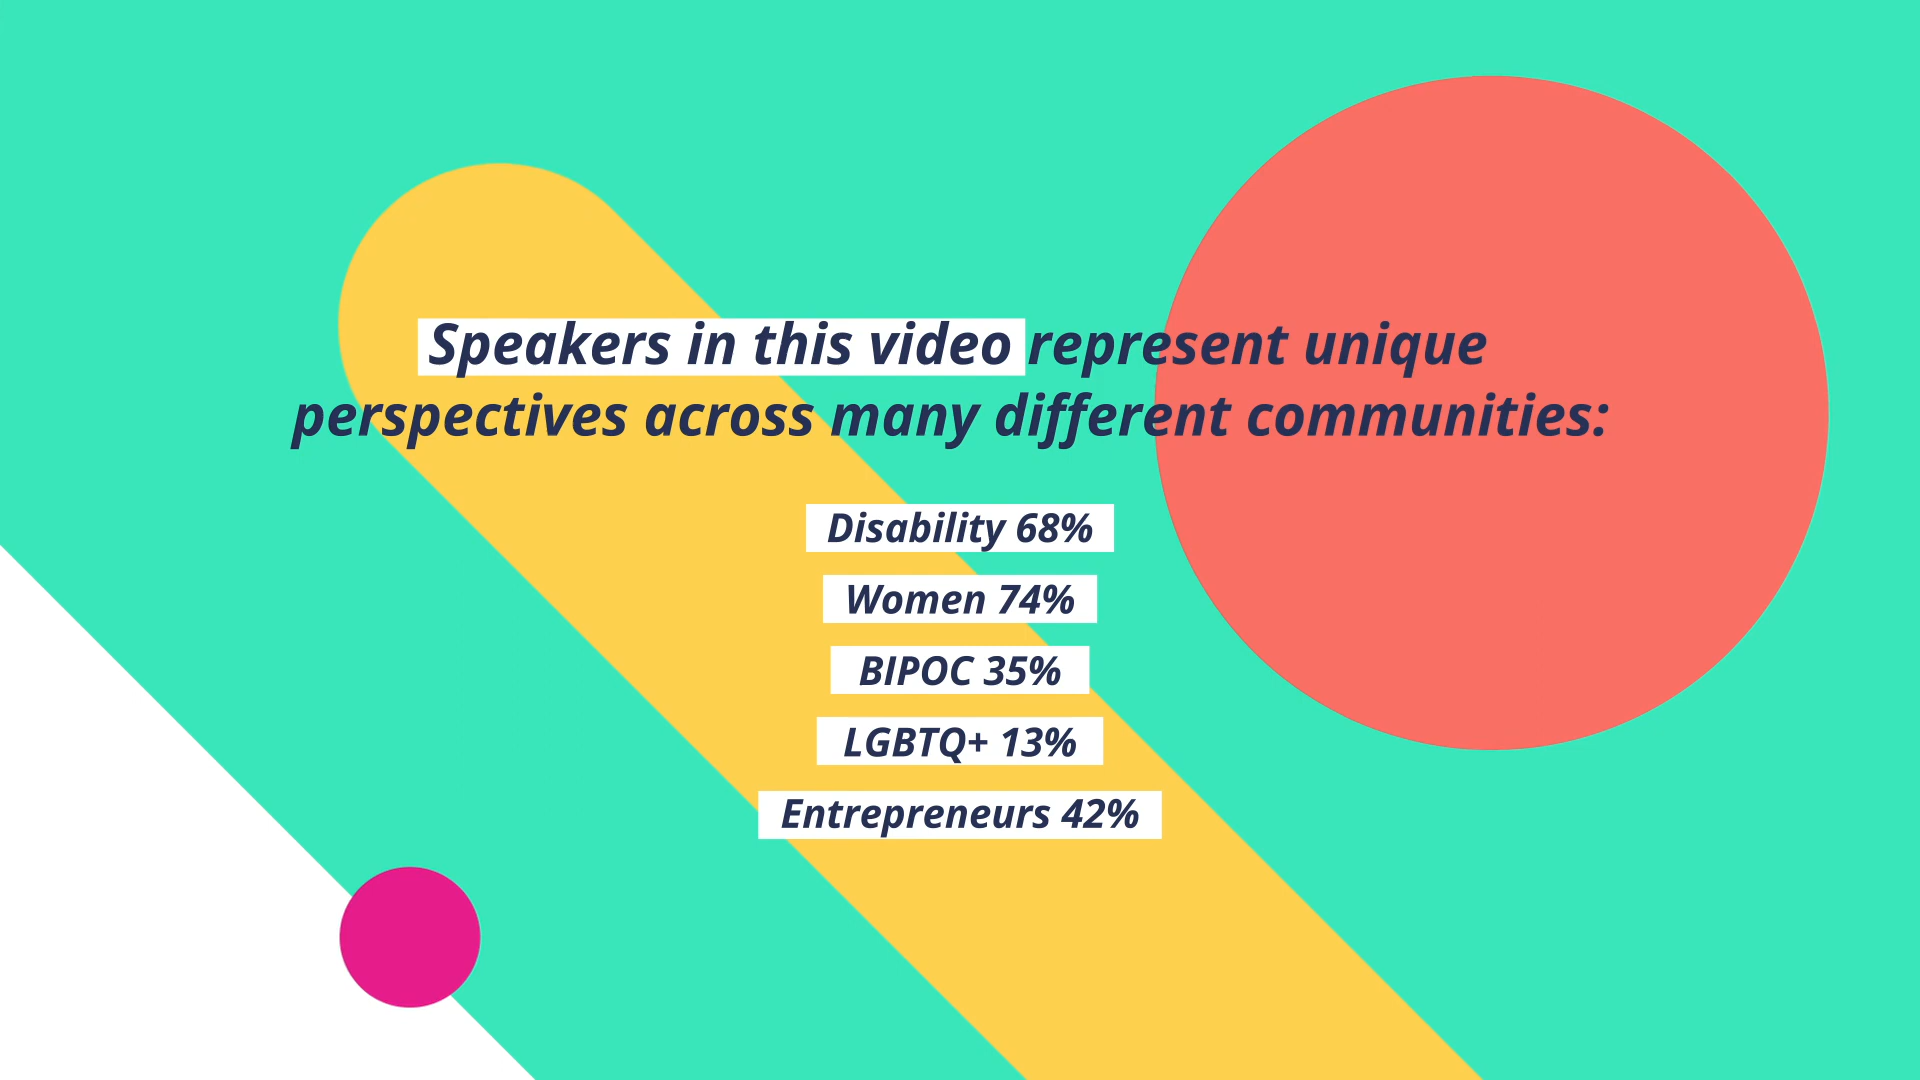 Speakers in this video represent unique
perspectives across many different communities:
Disability 68%
Women 74%
BIPOC 35%
LGBTQ+ 13%
Entrepreneurs 42%